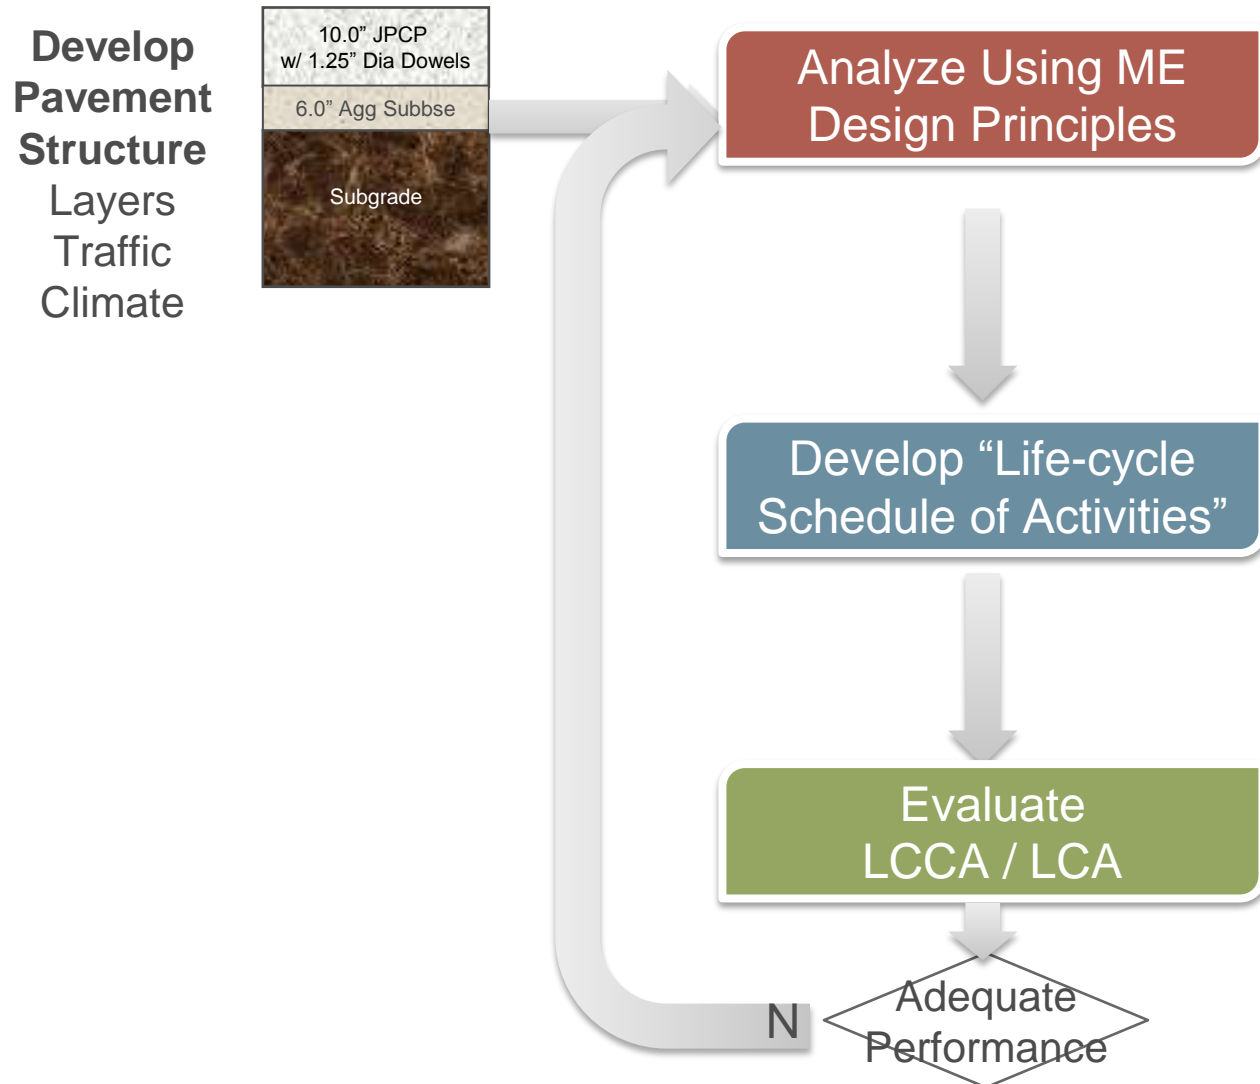 Develop
Pavement
Structure
Layers
Traffic
Climate
10.0” JPCP
w/ 1.25” Dia Dowels
6.0” Agg Subbse
Subgrade
Analyze Using ME
Design Principles
Develop “Life-cycle
Schedule of Activities”
Evaluate
LCCA / LCA
Adequate
Performance
N